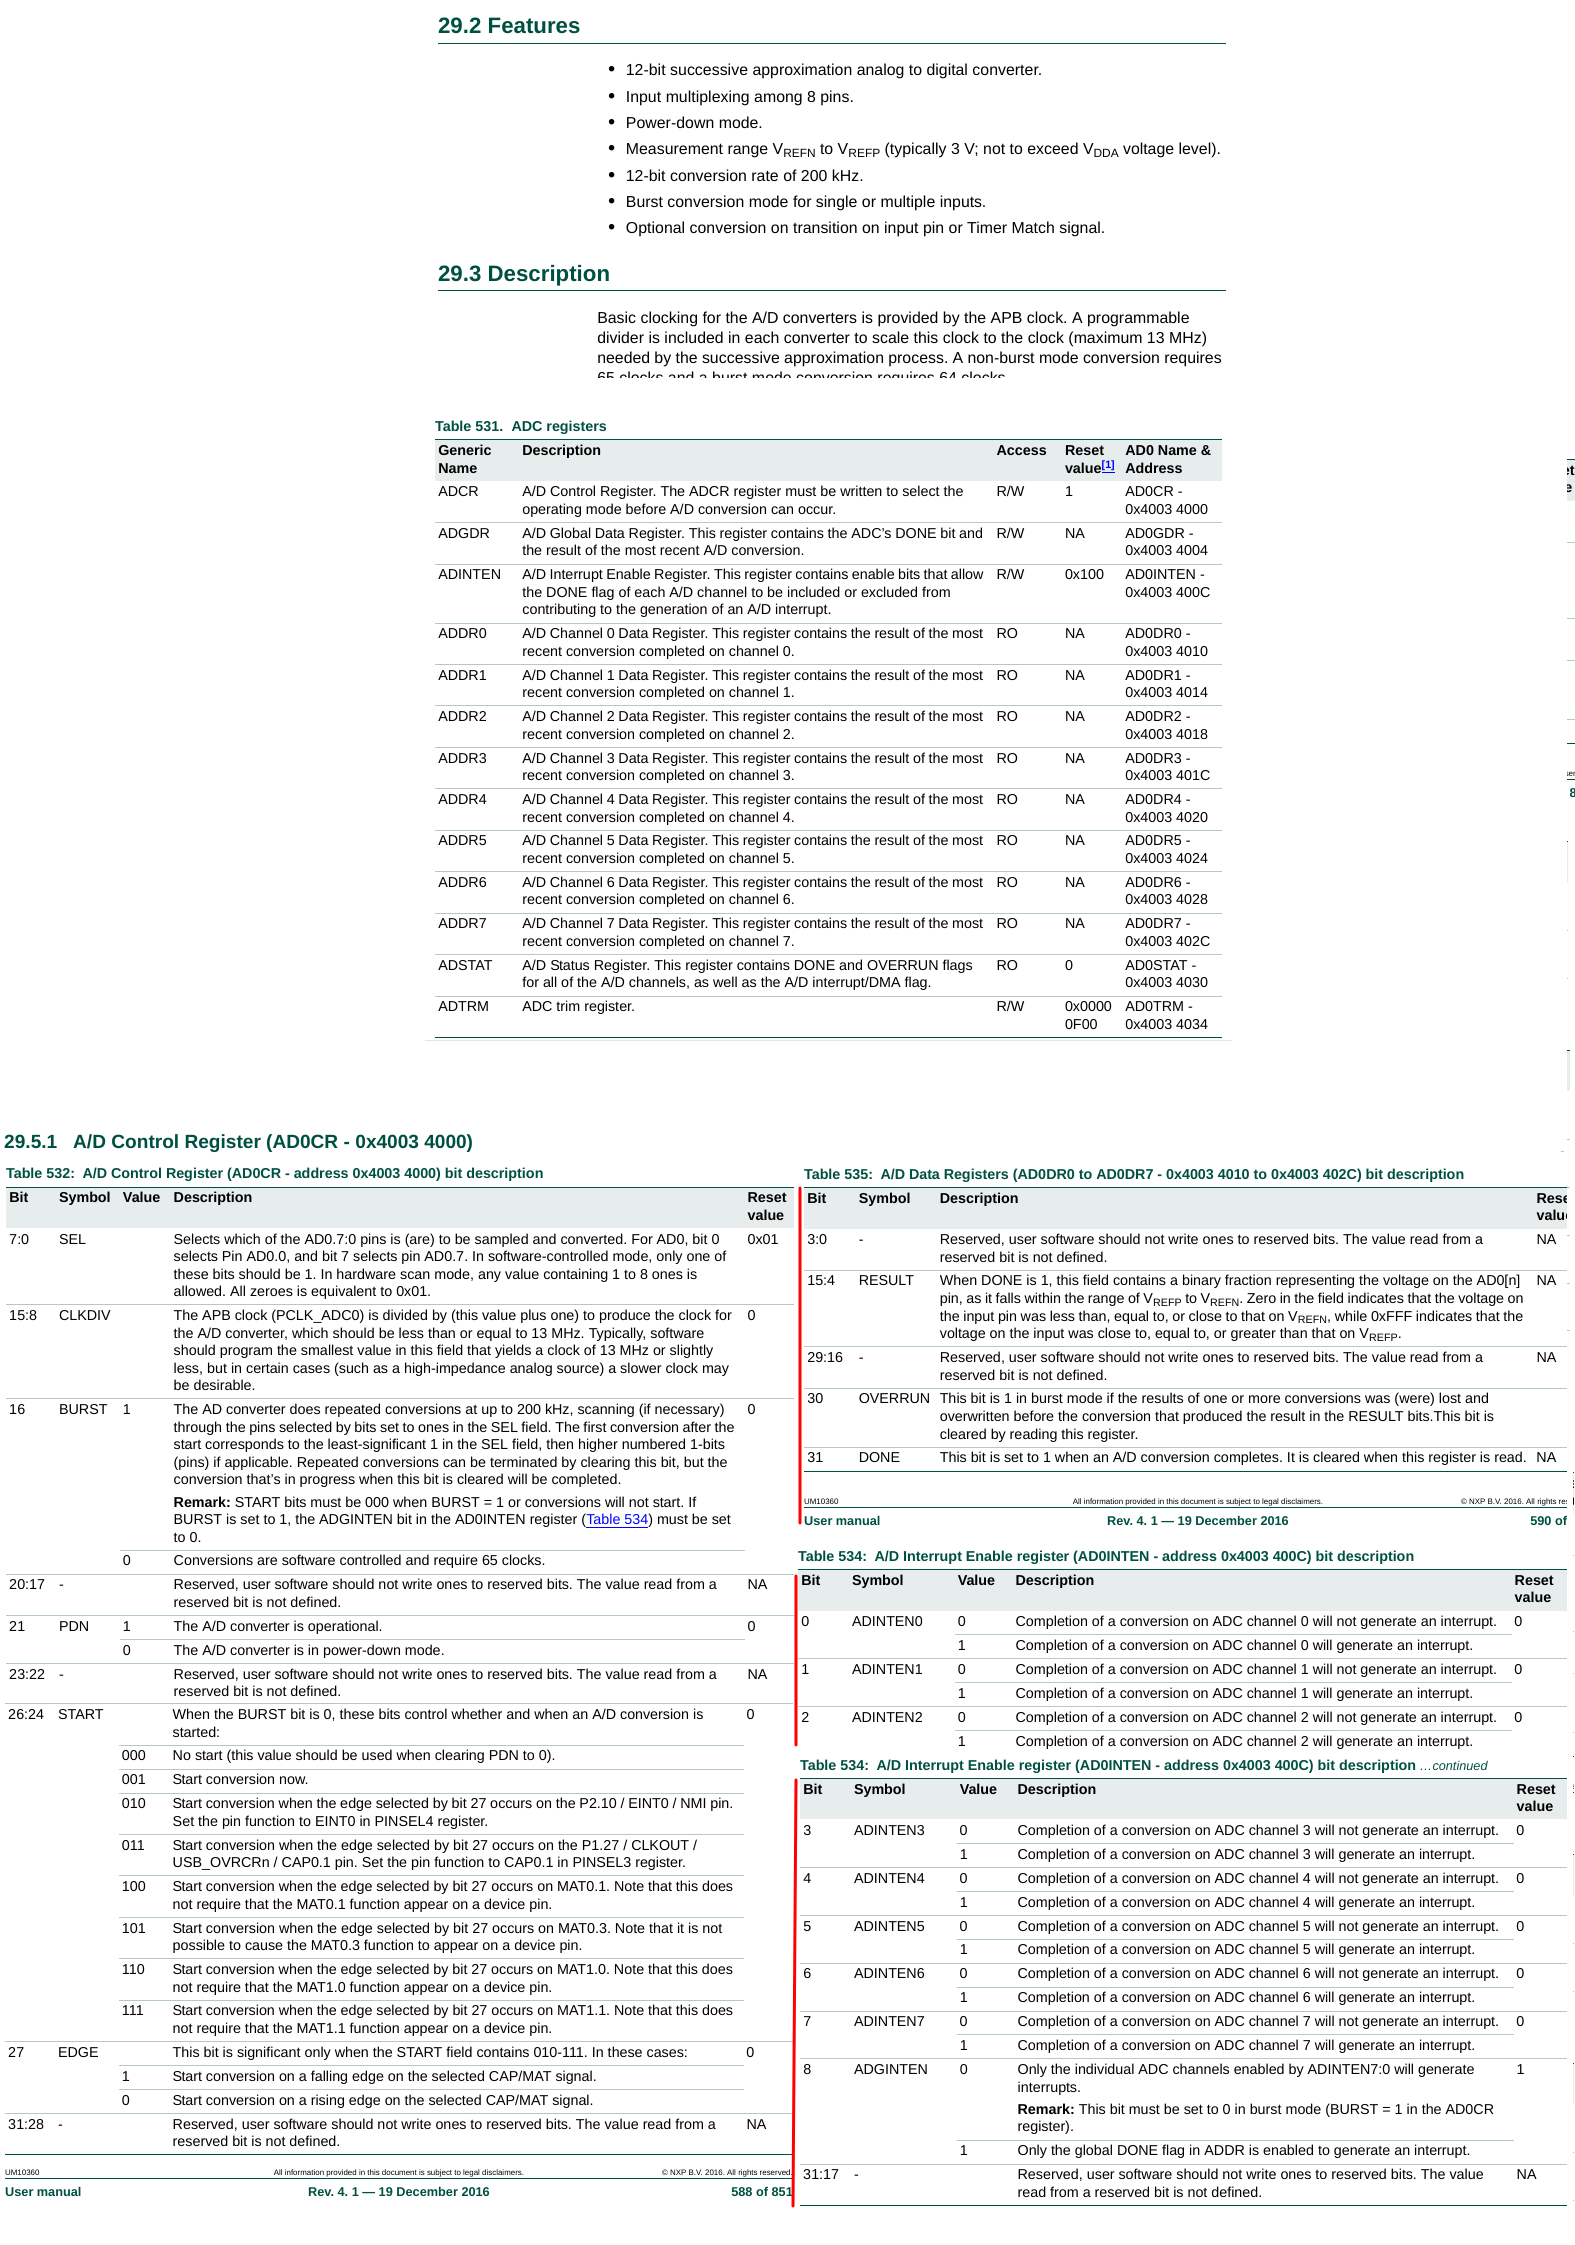 29.2 Features
• 12-bit successive approximation analog to digital converter.
• Input multiplexing among 8 pins.
• Power-down mode.
• Measurement range VREFN to VREFP (typically 3 V; not to exceed VDDA voltage level).
• 12-bit conversion rate of 200 kHz.
• Burst conversion mode for single or multiple inputs.
• Optional conversion on transition on input pin or Timer Match signal.
29.3 Description
Basic clocking for the A/D converters is provided by the APB clock. A programmable
divider is included in each converter to scale this clock to the clock (maximum 13 MHz)
needed by the successive approximation process. A non-burst mode conversion requires
65 clocks and a burst mode conversion requires 64 clocks.
Table 531. ADC registers
Generic Description Access Reset AD0 Name &
Name value[1] Address
ADCR A/D Control Register. The ADCR register must be written to select the R/W 1 AD0CR -
operating mode before A/D conversion can occur. 0x4003 4000
ADGDR A/D Global Data Register. This register contains the ADC's DONE bit and R/W NA AD0GDR -
the result of the most recent A/D conversion. 0x4003 4004
ADINTEN A/D Interrupt Enable Register. This register contains enable bits that allow R/W 0x100 AD0INTEN -
the DONE flag of each A/D channel to be included or excluded from 0x4003 400C
contributing to the generation of an A/D interrupt.
ADDR0 A/D Channel 0 Data Register. This register contains the result of the most RO NA AD0DR0 -
recent conversion completed on channel 0. 0x4003 4010
ADDR1 A/D Channel 1 Data Register. This register contains the result of the most RO NA AD0DR1 -
recent conversion completed on channel 1. 0x4003 4014
ADDR2 A/D Channel 2 Data Register. This register contains the result of the most RO NA AD0DR2 -
recent conversion completed on channel 2. 0x4003 4018
ADDR3 A/D Channel 3 Data Register. This register contains the result of the most RO NA AD0DR3 -
recent conversion completed on channel 3. 0x4003 401C
ADDR4 A/D Channel 4 Data Register. This register contains the result of the most RO NA AD0DR4 -
recent conversion completed on channel 4. 0x4003 4020
ADDR5 A/D Channel 5 Data Register. This register contains the result of the most RO NA AD0DR5 -
recent conversion completed on channel 5. 0x4003 4024
ADDR6 A/D Channel 6 Data Register. This register contains the result of the most RO NA AD0DR6 -
recent conversion completed on channel 6. 0x4003 4028
ADDR7 A/D Channel 7 Data Register. This register contains the result of the most RO NA AD0DR7 -
recent conversion completed on channel 7. 0x4003 402C
ADSTAT A/D Status Register. This register contains DONE and OVERRUN flags RO 0 AD0STAT -
for all of the A/D channels, as well as the A/D interrupt/DMA flag. 0x4003 4030
ADTRM ADC trim register. R/W 0x0000 AD0TRM -
0F00 0x4003 4034
29.5.1 A/D Control Register (AD0CR - 0x4003 4000)
Table 532: A/D Control Register (AD0CR - address 0x4003 4000) bit description
Bit Symbol Value Description Reset
value
7:0 SEL Selects which of the AD0.7:0 pins is (are) to be sampled and converted. For AD0, bit 0 0x01
selects Pin AD0.0, and bit 7 selects pin AD0.7. In software-controlled mode, only one of
these bits should be 1. In hardware scan mode, any value containing 1 to 8 ones is
allowed. All zeroes is equivalent to 0x01.
15:8 CLKDIV The APB clock (PCLK_ADC0) is divided by (this value plus one) to produce the clock for 0
the A/D converter, which should be less than or equal to 13 MHz. Typically, software
should program the smallest value in this field that yields a clock of 13 MHz or slightly
less, but in certain cases (such as a high-impedance analog source) a slower clock may
be desirable.
16 BURST 1 The AD converter does repeated conversions at up to 200 kHz, scanning (if necessary) 0
through the pins selected by bits set to ones in the SEL field. The first conversion after the
start corresponds to the least-significant 1 in the SEL field, then higher numbered 1-bits
(pins) if applicable. Repeated conversions can be terminated by clearing this bit, but the
conversion that's in progress when this bit is cleared will be completed.
Remark: START bits must be 000 when BURST = 1 or conversions will not start. If
BURST is set to 1, the ADGINTEN bit in the AD0INTEN register (Table 534) must be set
to 0.
0 Conversions are software controlled and require 65 clocks.
20:17 - Reserved, user software should not write ones to reserved bits. The value read from a NA
reserved bit is not defined.
21 PDN 1 The A/D converter is operational. 0
0 The A/D converter is in power-down mode.
23:22 - Reserved, user software should not write ones to reserved bits. The value read from a NA
reserved bit is not defined.
26:24 START When the BURST bit is 0, these bits control whether and when an A/D conversion is 0
started:
000 No start (this value should be used when clearing PDN to 0).
001 Start conversion now.
010 Start conversion when the edge selected by bit 27 occurs on the P2.10 / EINT0 / NMI pin.
Set the pin function to EINT0 in PINSEL4 register.
011 Start conversion when the edge selected by bit 27 occurs on the P1.27 / CLKOUT /
USB_OVRCRn / CAP0.1 pin. Set the pin function to CAP0.1 in PINSEL3 register.
100 Start conversion when the edge selected by bit 27 occurs on MAT0.1. Note that this does
not require that the MAT0.1 function appear on a device pin.
101 Start conversion when the edge selected by bit 27 occurs on MAT0.3. Note that it is not
possible to cause the MAT0.3 function to appear on a device pin.
110 Start conversion when the edge selected by bit 27 occurs on MAT1.0. Note that this does
not require that the MAT1.0 function appear on a device pin.
111 Start conversion when the edge selected by bit 27 occurs on MAT1.1. Note that this does
not require that the MAT1.1 function appear on a device pin.
27 EDGE This bit is significant only when the START field contains 010-111. In these cases: 0
1 Start conversion on a falling edge on the selected CAP/MAT signal.
0 Start conversion on a rising edge on the selected CAP/MAT signal.
31:28 - Reserved, user software should not write ones to reserved bits. The value read from a NA
reserved bit is not defined.
UM10360 All information provided in this document is subject to legal disclaimers. © NXP B.V. 2016. All rights reserved.
User manual Rev. 4. 1 — 19 December 2016 588 of 851
Table 535: A/D Data Registers (AD0DR0 to AD0DR7 - 0x4003 4010 to 0x4003 402C) bit description
Bit Symbol Description Rese
valu
3:0 - Reserved, user software should not write ones to reserved bits. The value read from a NA
reserved bit is not defined.
15:4 RESULT When DONE is 1, this field contains a binary fraction representing the voltage on the AD0[n] NA
pin, as it falls within the range of VREFP to VREFN. Zero in the field indicates that the voltage on
the input pin was less than, equal to, or close to that on VREFN, while 0xFFF indicates that the
voltage on the input was close to, equal to, or greater than that on VREFP.
29:16 - Reserved, user software should not write ones to reserved bits. The value read from a NA
reserved bit is not defined.
30 OVERRUN This bit is 1 in burst mode if the results of one or more conversions was (were) lost and
overwritten before the conversion that produced the result in the RESULT bits.This bit is
cleared by reading this register.
31 DONE This bit is set to 1 when an A/D conversion completes. It is cleared when this register is read. NA
UM10360 All information provided in this document is subject to legal disclaimers. © NXP B.V. 2016. All rights res
User manual Rev. 4. 1 — 19 December 2016 590 of
Table 534: A/D Interrupt Enable register (AD0INTEN - address 0x4003 400C) bit description
Bit Symbol Value Description Reset
value
0 ADINTEN0 0 Completion of a conversion on ADC channel 0 will not generate an interrupt. 0
1 Completion of a conversion on ADC channel 0 will generate an interrupt.
1 ADINTEN1 0 Completion of a conversion on ADC channel 1 will not generate an interrupt. 0
1 Completion of a conversion on ADC channel 1 will generate an interrupt.
2 ADINTEN2 0 Completion of a conversion on ADC channel 2 will not generate an interrupt. 0
1 Completion of a conversion on ADC channel 2 will generate an interrupt.
Table 534: A/D Interrupt Enable register (AD0INTEN - address 0x4003 400C) bit description …continued
Bit Symbol Value Description Reset
value
3 ADINTEN3 0 Completion of a conversion on ADC channel 3 will not generate an interrupt. 0
1 Completion of a conversion on ADC channel 3 will generate an interrupt.
4 ADINTEN4 0 Completion of a conversion on ADC channel 4 will not generate an interrupt. 0
1 Completion of a conversion on ADC channel 4 will generate an interrupt.
5 ADINTEN5 0 Completion of a conversion on ADC channel 5 will not generate an interrupt. 0
1 Completion of a conversion on ADC channel 5 will generate an interrupt.
6 ADINTEN6 0 Completion of a conversion on ADC channel 6 will not generate an interrupt. 0
1 Completion of a conversion on ADC channel 6 will generate an interrupt.
7 ADINTEN7 0 Completion of a conversion on ADC channel 7 will not generate an interrupt. 0
1 Completion of a conversion on ADC channel 7 will generate an interrupt.
8 ADGINTEN 0 Only the individual ADC channels enabled by ADINTEN7:0 will generate 1
interrupts.
Remark: This bit must be set to 0 in burst mode (BURST = 1 in the AD0CR
register).
1 Only the global DONE flag in ADDR is enabled to generate an interrupt.
31:17 - Reserved, user software should not write ones to reserved bits. The value NA
read from a reserved bit is not defined.